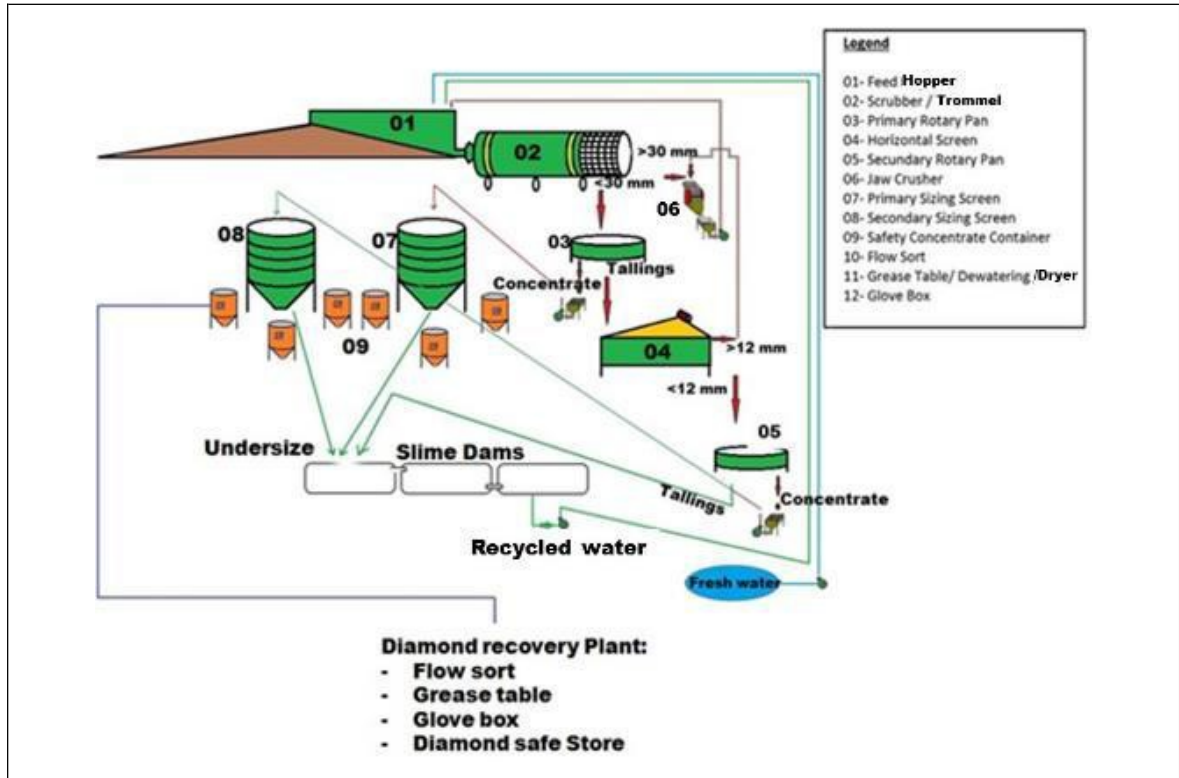 Legend
01- Feed Hopper
02- Scrubber / Trommel
03- Primary Rotary Pan
04- Horizontal Screen
05- Secundary Rotary Pan
06- Jaw Crusher
07- Primary Sizing Screen
08- Secondary Sizing Screen
09- Safety Concentrate Container
10- Flow Sort
11- Grease Table/ Dewatering /Dryer
12- Glove Box
01
02
>30 mm
<30 mm
06
08
07
03
Tallings
Concentrate
09
04
>12 mm
<12 mm
05
Undersize
Slime Dams
Tallings
Concentrate
Recycled water
Fresh water
Diamond recovery Plant:
- Flow sort
- Grease table
- Glove box
- Diamond safe Store